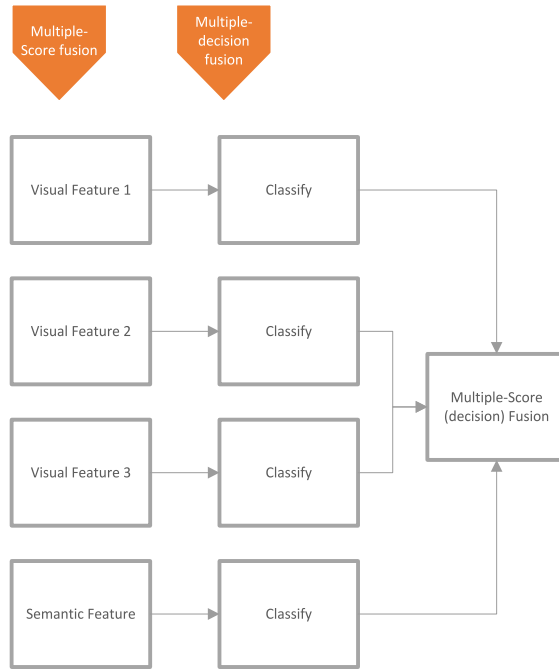 Multiple-
Score fusion
Multiple-
decision
fusion
Visual Feature 1
Classify
Visual Feature 2
Classify
Multiple-Score
(decision) Fusion
Visual Feature 3
Classify
Semantic Feature
Classify